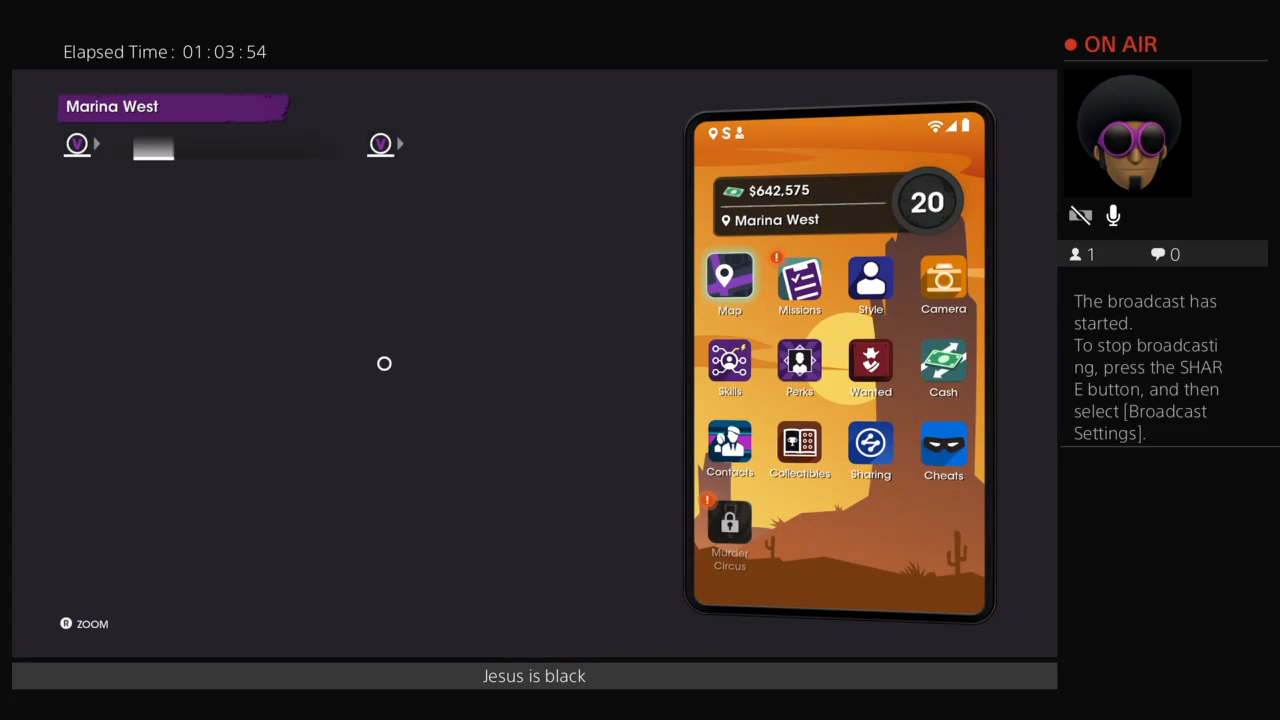 Elapsed Time: 01:03:54
ON AIR
Marina West
V V
$642,575
20
Marina West
Map Missions Style Camera
Skills Perks Wanted Cash
Contacts Collectibles Sharing Cheats
Murder
Circus
1 0
The broadcast has
started.
To stop broadcasti
ng, press the SHAR
E button, and then
select [Broadcast
Settings].
R ZOOM
Jesus is black